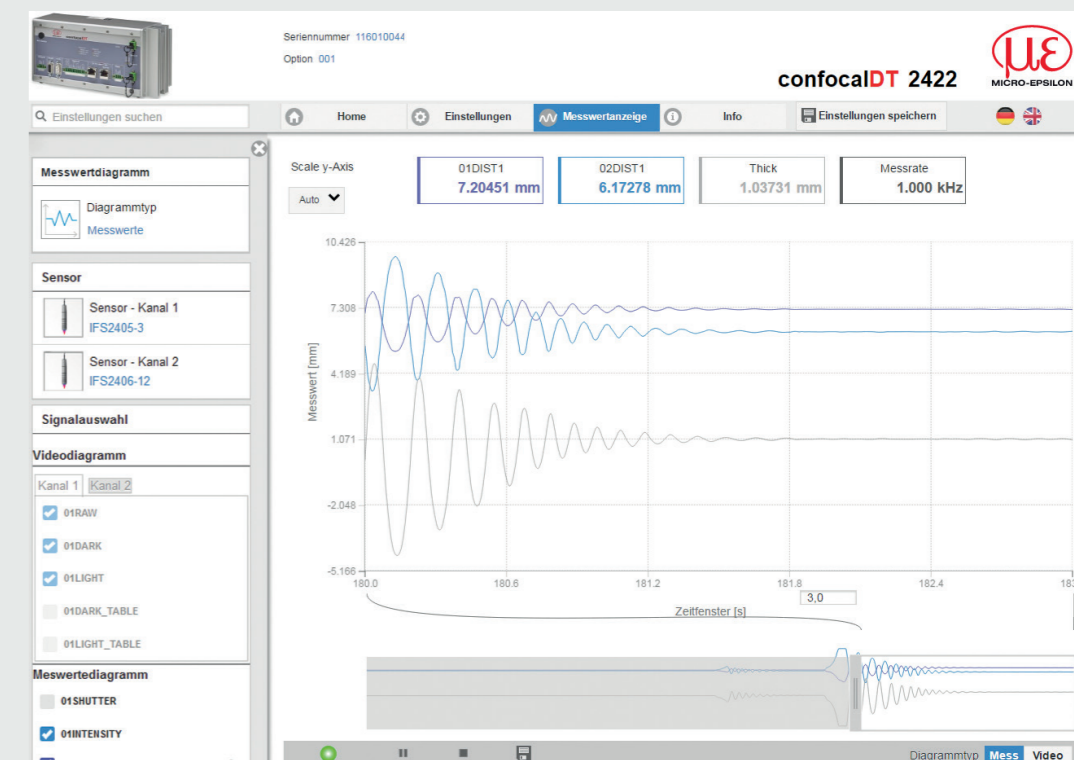 Seriennummer 116010044
Option 001
confocalDT 2422
με
MICRO-EPSILON
Einstellungen suchen
Home
Einstellungen
Messwertanzeige
Info
Einstellungen speichern
Messwertdiagramm
Diagrammtyp
Messwerte
Sensor
Sensor - Kanal 1
IFS2405-3
Sensor - Kanal 2
IFS2406-12
Signalauswahl
Videodiagramm
Kanal 1 Kanal 2
01RAW
01DARK
01LIGHT
01DARK_TABLE
01LIGHT_TABLE
Meswertediagramm
01SHUTTER
01INTENSITY
Scale y-Axis
Auto
01DIST1
7.20451 mm
02DIST1
6.17278 mm
Thick
1.03731 mm
Messrate
1.000 kHz
10.426
7.308
4.189
1.071
-2.048
-5.166
Messwert [mm]
180.0 180.6 181.2 181.8 182.4 183
3,0
Zeitfenster [s]
Diagrammtyp Mess Video